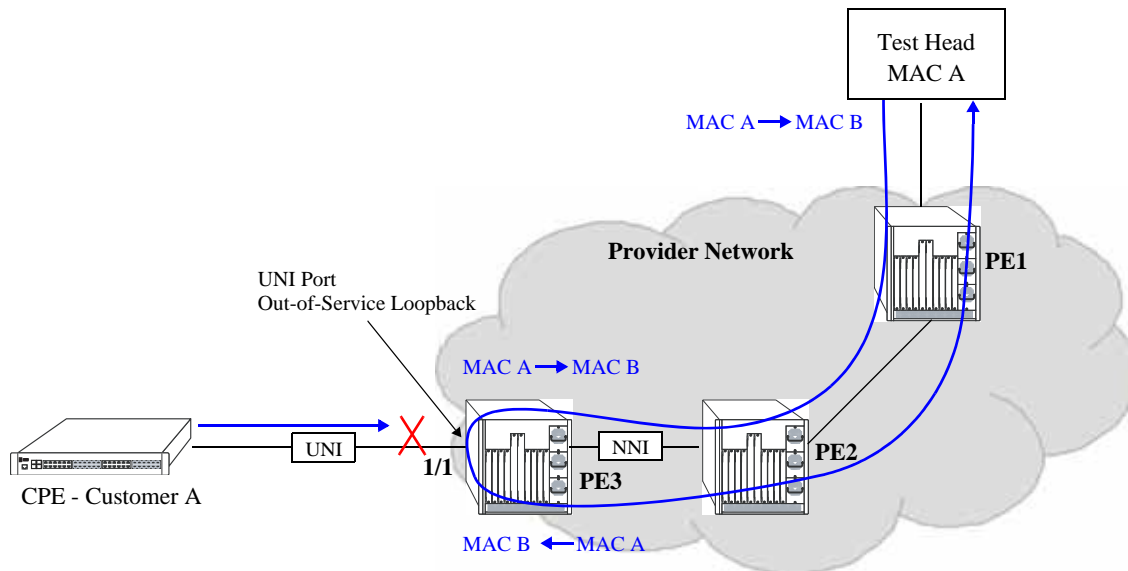 Test Head
MAC A
MAC A → MAC B
Provider Network
PE1
UNI Port
Out-of-Service Loopback
MAC A → MAC B
UNI
1/1
NNI
PE2
PE3
CPE - Customer A
MAC B ← MAC A